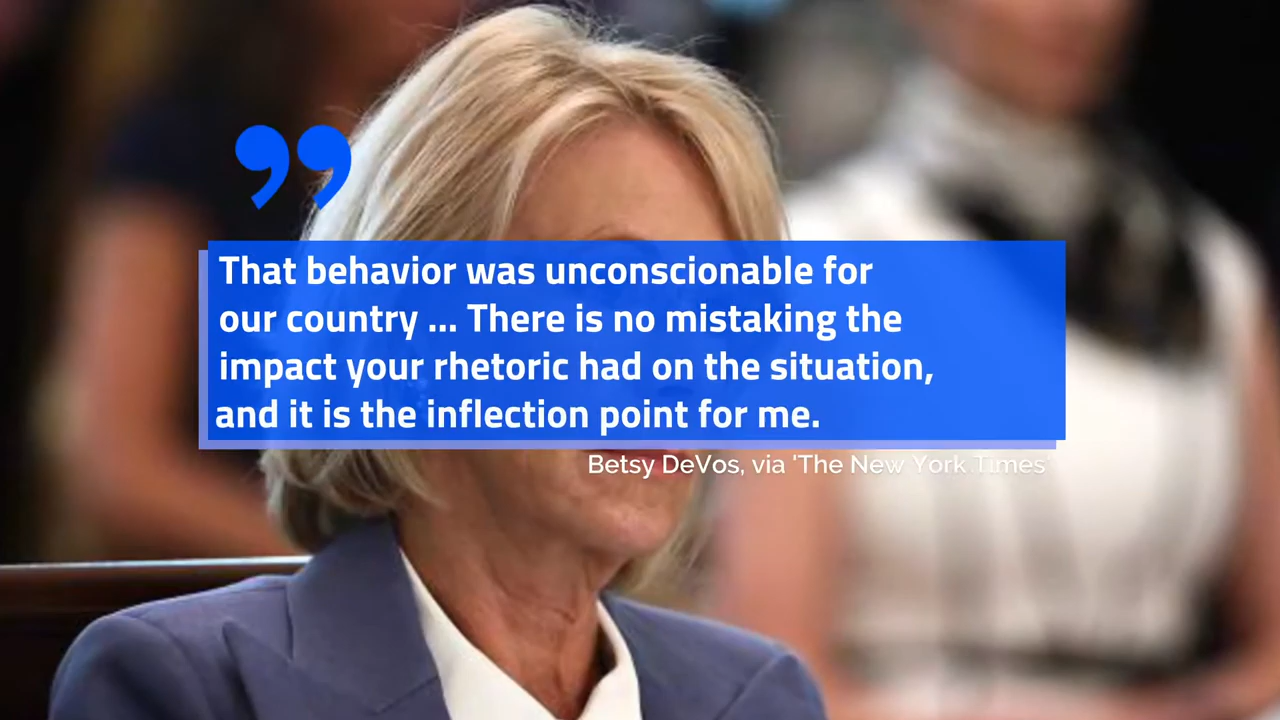 ”
That behavior was unconscionable for
our country ... There is no mistaking the
impact your rhetoric had on the situation,
and it is the inflection point for me.
Betsy DeVos, via 'The New York Times'